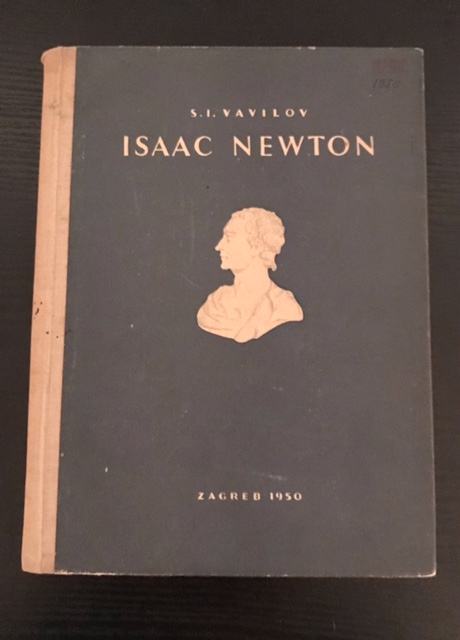 S. I. VAVILOV
ISAAC NEWTON
ZAGREB 1950